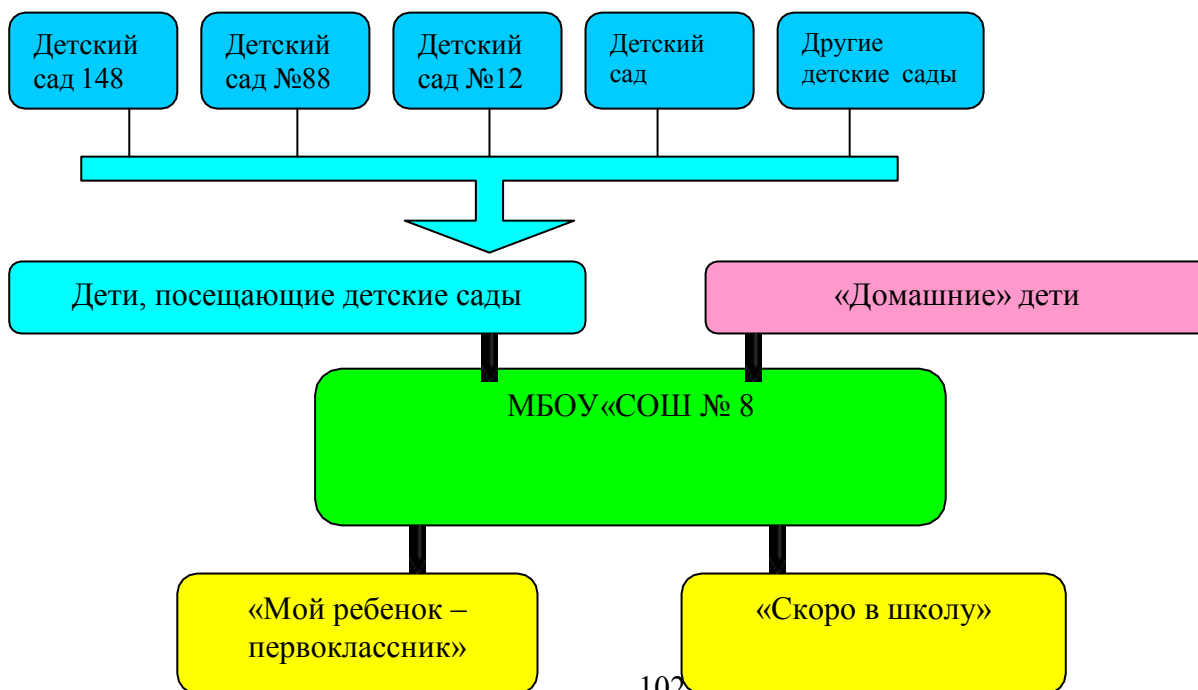 Детский
сад 148
Детский
сад №88
Детский
сад №12
Детский
сад
Другие
детские сады
Дети, посещающие детские сады
«Домашние» дети
МБОУ«СОШ № 8
«Мой ребенок –
первоклассник»
«Скоро в школу»
102